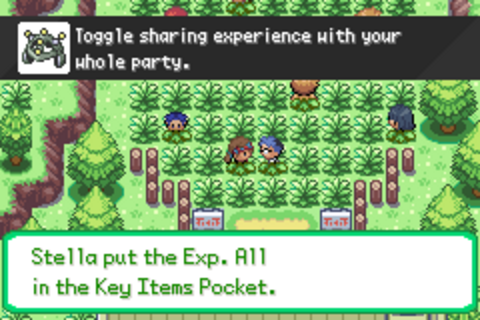 Toggle sharing experience with your
whole party.
Stella put the Exp. All
in the Key Items Pocket.